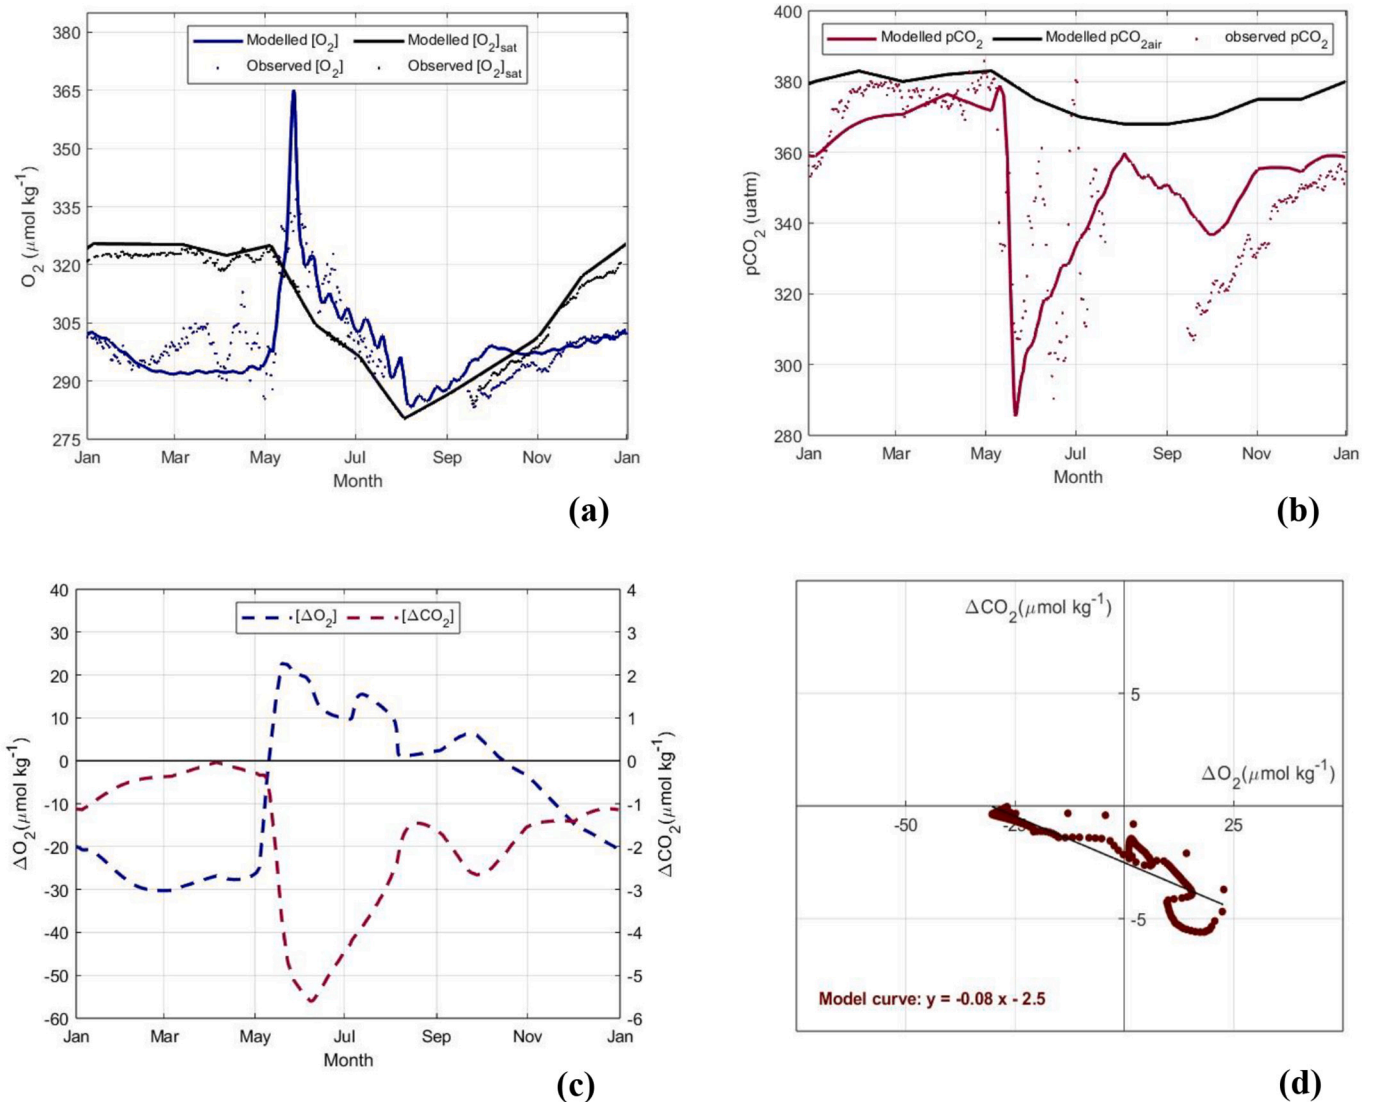 Modelled [O2] Modelled [O2]sat
Observed [O2] Observed [O2]sat
380
365
350
335
320
305
290
275
O2 (μmol kg-1)
Jan Mar May Jul Sep Nov Jan
Month
(a)
Modelled pCO2 Modelled pCO2air observed pCO2
400
380
360
340
320
300
280
pCO2 (uatm)
Jan Mar May Jul Sep Nov Jan
Month
(b)
[ΔO2] [ΔCO2]
40 4
30 3
20 2
10 1
0 0
-10 -1
-20 -2
-30 -3
-40 -4
-50 -5
-60 -6
ΔO2(μmol kg-1)
ΔCO2(μmol kg-1)
Jan Mar May Jul Sep Nov Jan
Month
(c)
ΔCO2(μmol kg-1)
5
ΔO2(μmol kg-1)
-50 -25 25
-5
Model curve: y = -0.08 x - 2.5
(d)